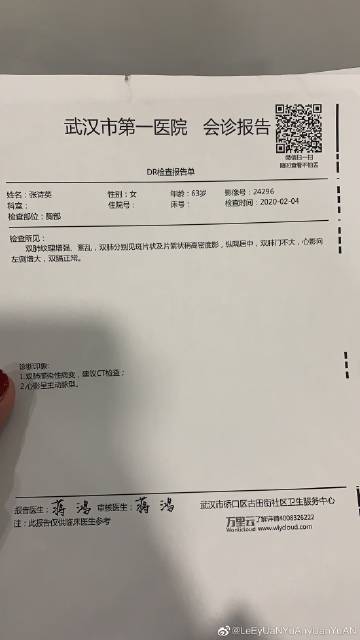 武汉市第一医院 会诊报告
微信扫一扫
随时查看不怕丢
DR检查报告单
姓名：张诗英 性别：女 年龄：63岁 影像号：24296
科室： 住院号： 床号： 检查时间：2020-02-04
检查部位：胸部
检查所见：
双肺纹理增强、紊乱，双肺分别见斑片状及片絮状稍高密度影，纵隔居中，双肺门不大，心影向
左侧增大，双膈正常。
诊断印象：
1.双肺感染性病变，建议CT检查；
2.心影呈主动脉型。
报告医生： 蒋鸿 审核医生： 蒋鸿 武汉市硚口区古田街社区卫生服务中心
注：此报告仅供临床医生参考
万里云 了解详情4008326222
Wanlicloud www.wlycloud.com
@LeEyUaNYuAnyUanYuAN